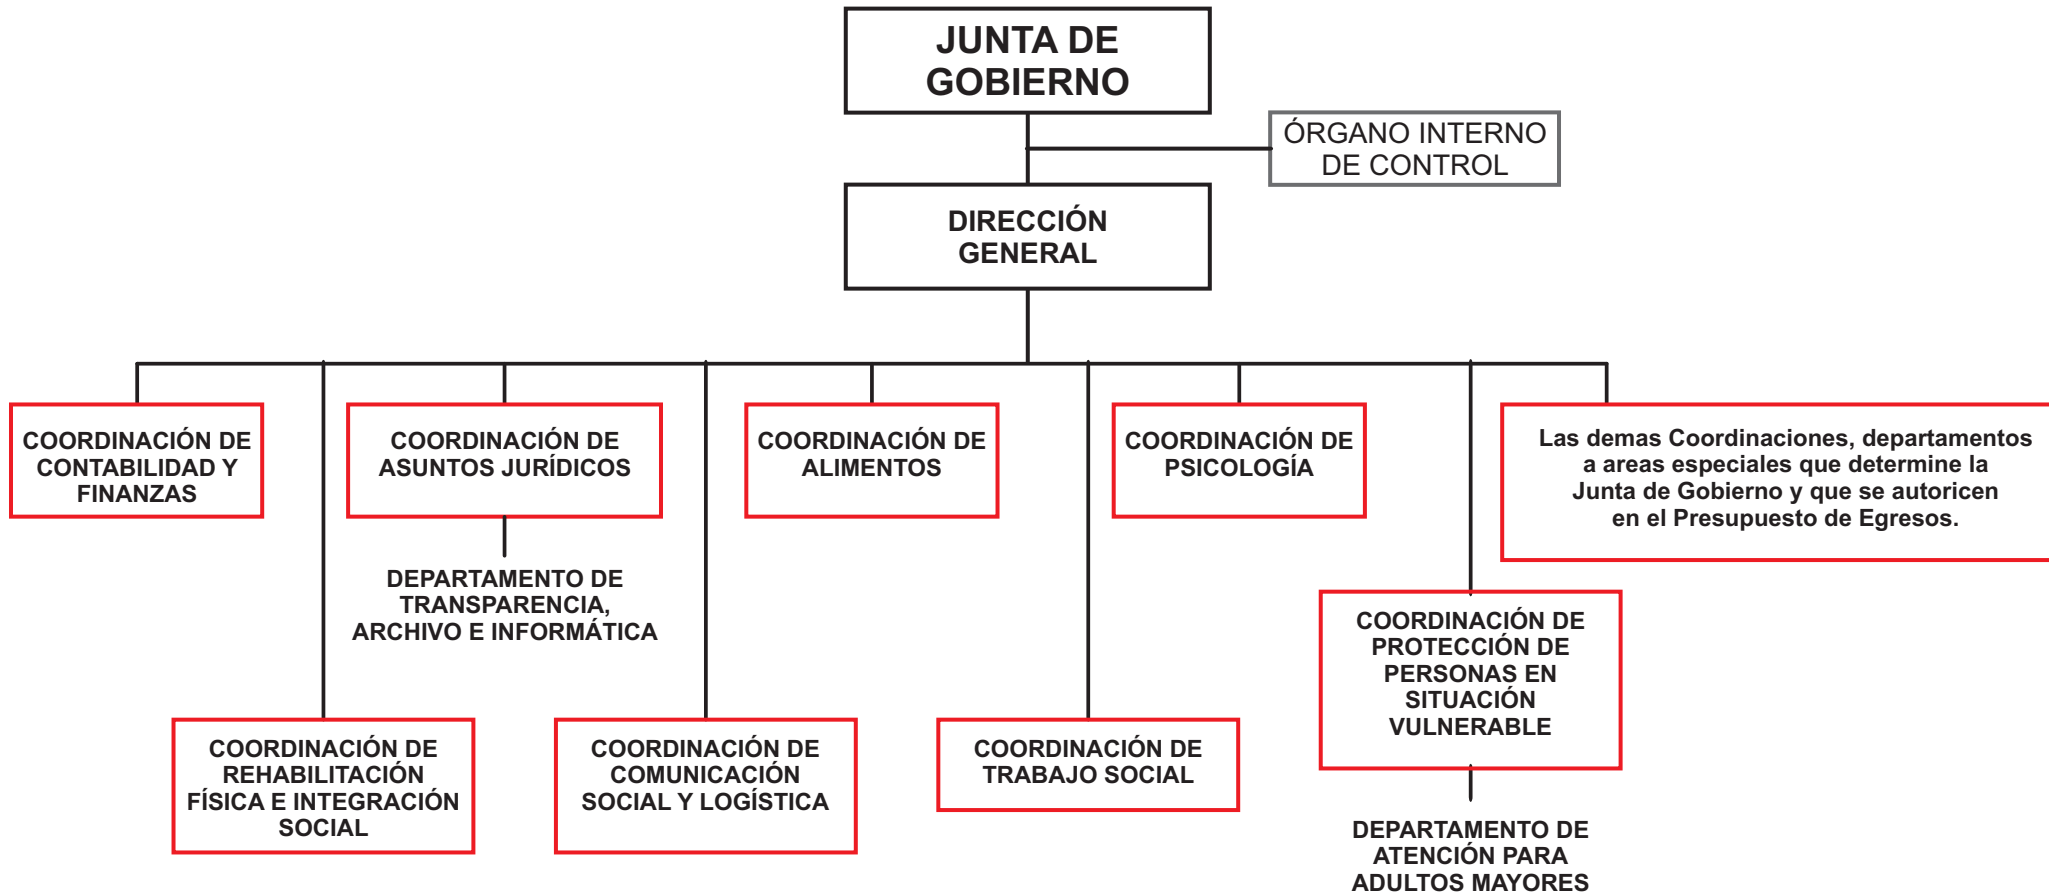 JUNTA DE
GOBIERNO
ÓRGANO INTERNO
DE CONTROL
DIRECCIÓN
GENERAL
COORDINACIÓN DE
CONTABILIDAD Y
FINANZAS
COORDINACIÓN DE
ASUNTOS JURÍDICOS
COORDINACIÓN DE
ALIMENTOS
COORDINACIÓN DE
PSICOLOGÍA
Las demas Coordinaciones, departamentos
a areas especiales que determine la
Junta de Gobierno y que se autoricen
en el Presupuesto de Egresos.
DEPARTAMENTO DE
TRANSPARENCIA,
ARCHIVO E INFORMÁTICA
COORDINACIÓN DE
PROTECCIÓN DE
PERSONAS EN
SITUACIÓN
VULNERABLE
COORDINACIÓN DE
REHABILITACIÓN
FÍSICA E INTEGRACIÓN
SOCIAL
COORDINACIÓN DE
COMUNICACIÓN
SOCIAL Y LOGÍSTICA
COORDINACIÓN DE
TRABAJO SOCIAL
DEPARTAMENTO DE
ATENCIÓN PARA
ADULTOS MAYORES